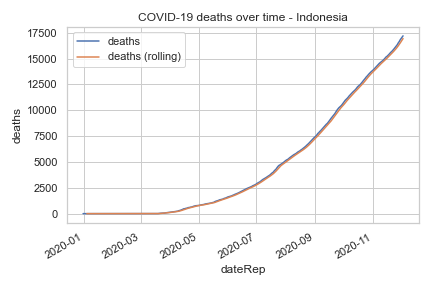 COVID-19 deaths over time - Indonesia
deaths
deaths (rolling)
17500
15000
12500
10000
7500
5000
2500
0
deaths
2020-01
2020-03
2020-05
2020-07
2020-09
2020-11
dateRep